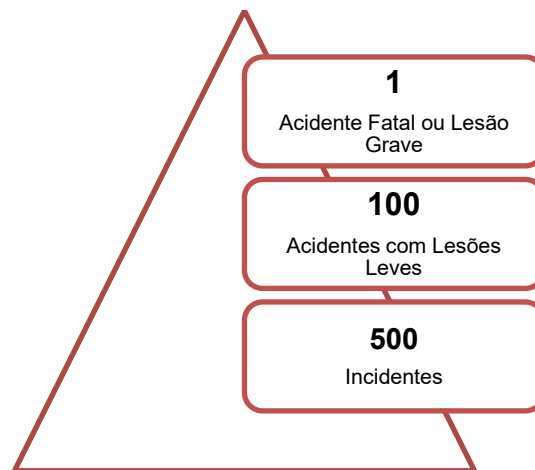 1
Acidente Fatal ou Lesão
Grave
100
Acidentes com Lesões
Leves
500
Incidentes